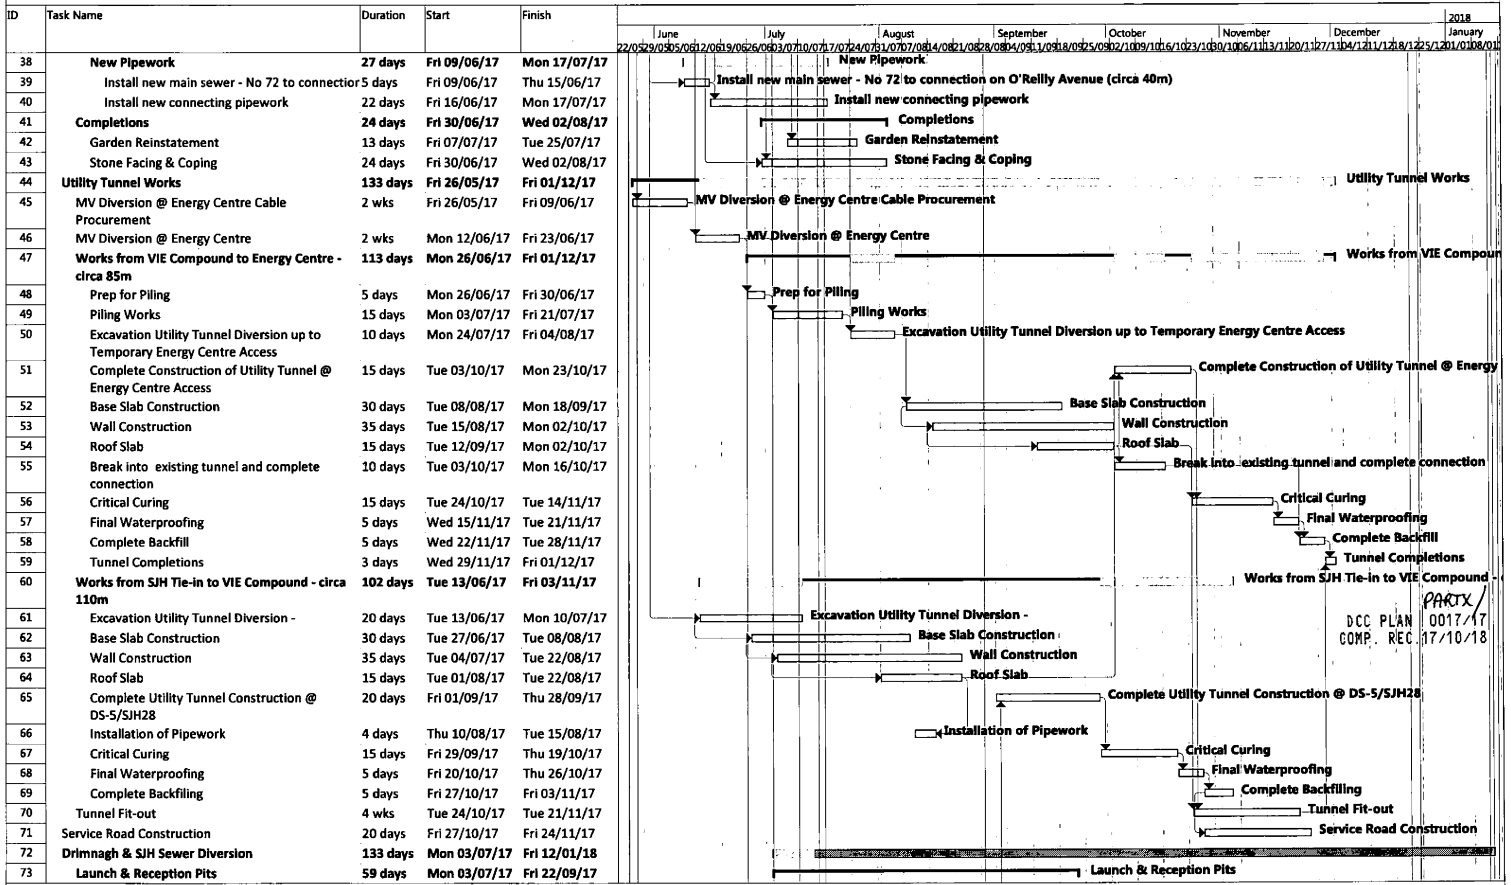 ID Task Name Duration Start Finish
2018
June July August September October November December January
38 New Pipework 27 days Fri 09/06/17 Mon 17/07/17 New Pipework
39 Install new main sewer - No 72 to connectior 5 days Fri 09/06/17 Thu 15/06/17 Install new main sewer - No 72 to connection on O'Reilly Avenue (circa 40m)
40 Install new connecting pipework 22 days Fri 16/06/17 Mon 17/07/17 Install new connecting pipework
41 Completions 24 days Fri 30/06/17 Wed 02/08/17 Completions
42 Garden Reinstatement 13 days Fri 07/07/17 Tue 25/07/17 Garden Reinstatement
43 Stone Facing & Coping 24 days Fri 30/06/17 Wed 02/08/17 Stone Facing & Coping
44 Utility Tunnel Works 133 days Fri 26/05/17 Fri 01/12/17 Utility Tunnel Works
45 MV Diversion @ Energy Centre Cable 2 wks Fri 26/05/17 Fri 09/06/17 MV Diversion @ Energy Centre Cable Procurement
Procurement
46 MV Diversion @ Energy Centre 2 wks Mon 12/06/17 Fri 23/06/17 MV Diversion @ Energy Centre
47 Works from VIE Compound to Energy Centre - 113 days Mon 26/06/17 Fri 01/12/17 Works from VIE Compoun
circa 85m
48 Prep for Piling 5 days Mon 26/06/17 Fri 30/06/17 Prep for Piling
49 Piling Works 15 days Mon 03/07/17 Fri 21/07/17 Piling Works
50 Excavation Utility Tunnel Diversion up to 10 days Mon 24/07/17 Fri 04/08/17 Excavation Utility Tunnel Diversion up to Temporary Energy Centre Access
Temporary Energy Centre Access
51 Complete Construction of Utility Tunnel @ 15 days Tue 03/10/17 Mon 23/10/17 Complete Construction of Utility Tunnel @ Energy
Energy Centre Access
52 Base Slab Construction 30 days Tue 08/08/17 Mon 18/09/17 Base Slab Construction
53 Wall Construction 35 days Tue 15/08/17 Mon 02/10/17 Wall Construction
54 Roof Slab 15 days Tue 12/09/17 Mon 02/10/17 Roof Slab
55 Break into existing tunnel and complete 10 days Tue 03/10/17 Mon 16/10/17 Break into existing tunnel and complete connection
connection
56 Critical Curing 15 days Tue 24/10/17 Tue 14/11/17 Critical Curing
57 Final Waterproofing 5 days Wed 15/11/17 Tue 21/11/17 Final Waterproofing
58 Complete Backfill 5 days Wed 22/11/17 Tue 28/11/17 Complete Backfill
59 Tunnel Completions 3 days Wed 29/11/17 Fri 01/12/17 Tunnel Completions
60 Works from SJH Tie-in to VIE Compound - circa 102 days Tue 13/06/17 Fri 03/11/17 Works from SJH Tie-in to VIE Compound -
110m
PARTX/
61 Excavation Utility Tunnel Diversion - 20 days Tue 13/06/17 Mon 10/07/17 Excavation Utility Tunnel Diversion -
DCC PLAN 0017/17
62 Base Slab Construction 30 days Tue 27/06/17 Tue 08/08/17 Base Slab Construction
COMP. REC.17/10/18
63 Wall Construction 35 days Tue 04/07/17 Tue 22/08/17 Wall Construction
64 Roof Slab 15 days Tue 01/08/17 Tue 22/08/17 Roof Slab
65 Complete Utility Tunnel Construction @ 20 days Fri 01/09/17 Thu 28/09/17 Complete Utility Tunnel Construction @ DS-5/SJH28
DS-5/SJH28
66 Installation of Pipework 4 days Thu 10/08/17 Tue 15/08/17 Installation of Pipework
67 Critical Curing 15 days Fri 29/09/17 Thu 19/10/17 Critical Curing
68 Final Waterproofing 5 days Fri 20/10/17 Thu 26/10/17 Final Waterproofing
69 Complete Backfiling 5 days Fri 27/10/17 Fri 03/11/17 Complete Backfiling
70 Tunnel Fit-out 4 wks Tue 24/10/17 Tue 21/11/17 Tunnel Fit-out
71 Service Road Construction 20 days Fri 27/10/17 Fri 24/11/17 Service Road Construction
72 Drimnagh & SJH Sewer Diversion 133 days Mon 03/07/17 Fri 12/01/18
73 Launch & Reception Pits 59 days Mon 03/07/17 Fri 22/09/17 Launch & Reception Pits